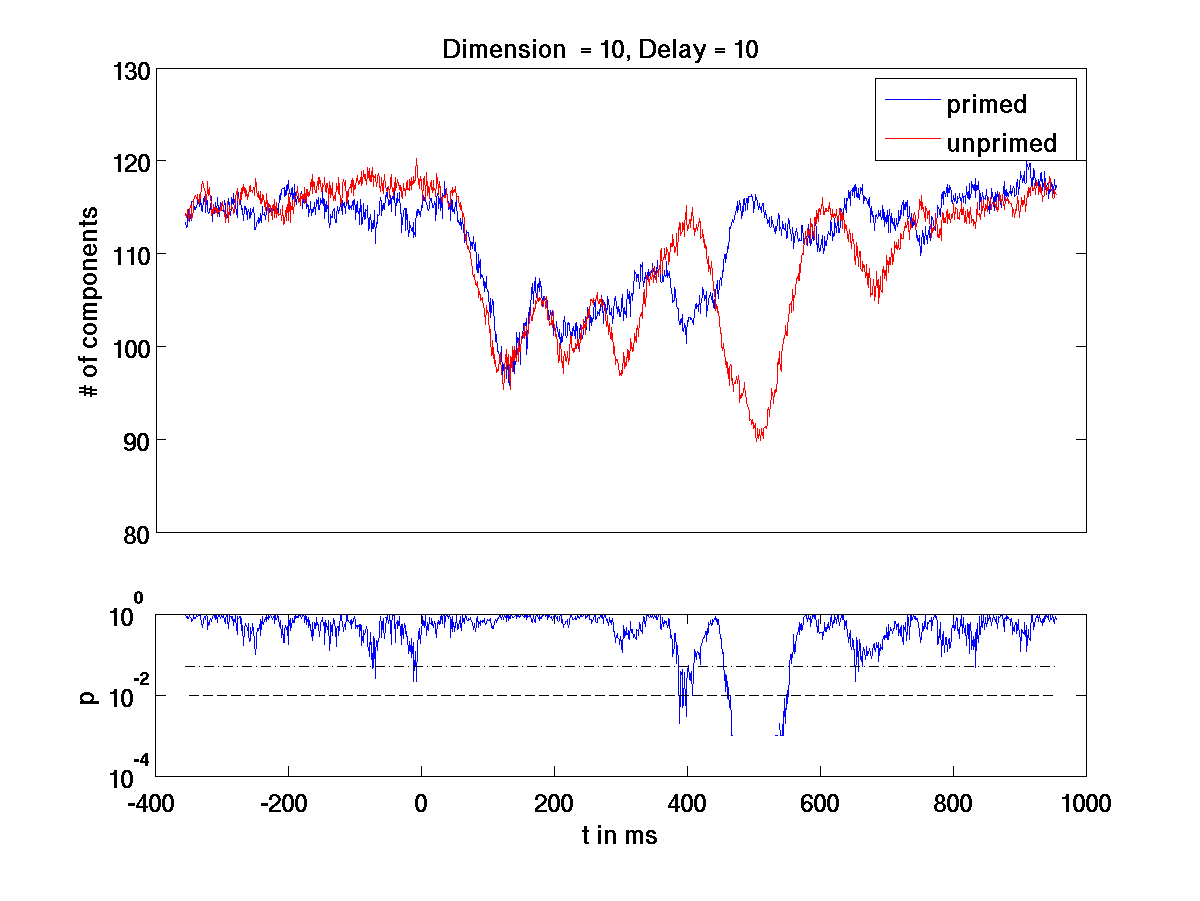 Dimension = 10, Delay = 10
130
120
110
100
90
80
# of components
primed
unprimed
10^0
10^-2
10^-4
p
-400 -200 0 200 400 600 800 1000
t in ms